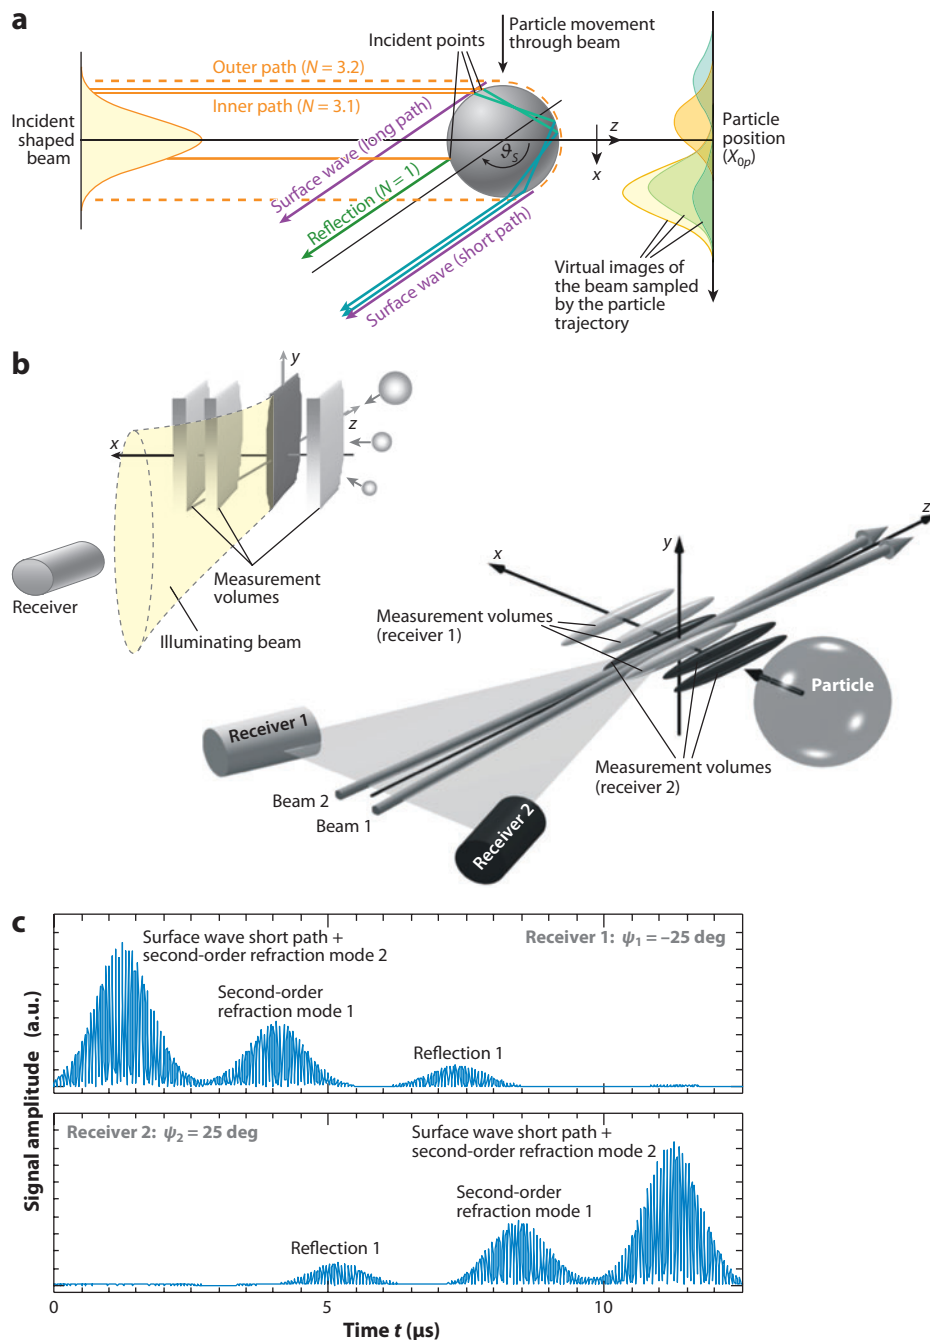 a
Particle movement
through beam
Incident
points
Outer path (N = 3.2)
Inner path (N = 3.1)
Incident
shaped
beam
Surface wave (long path)
Reflection (N = 1)
Surface wave (short path)
ϑS
z
x
Particle
position
(X0p)
Virtual images of
the beam sampled
by the particle
trajectory
b
y
x
z
Receiver
Measurement
volumes
Illuminating beam
z
y
x
Measurement volumes
(receiver 1)
Particle
Receiver 1
Measurement volumes
(receiver 2)
Beam 2
Beam 1
Receiver 2
c
Surface wave short path +
second-order refraction mode 2
Receiver 1: ψ1 = –25 deg
Second-order
refraction mode 1
Reflection 1
Signal amplitude (a.u.)
Receiver 2: ψ2 = 25 deg
Surface wave short path +
second-order refraction mode 2
Second-order
refraction mode 1
Reflection 1
0
5
10
Time t (μs)